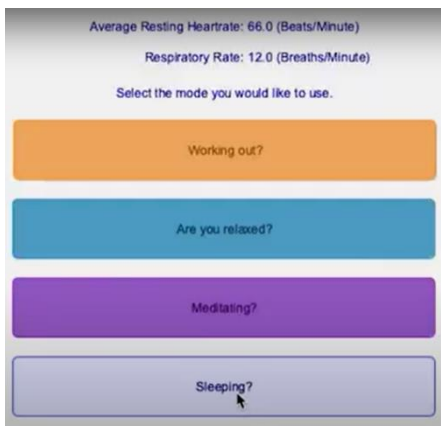 Average Resting Heartrate: 66.0 (Beats/Minute)
Respiratory Rate: 12.0 (Breaths/Minute)
Select the mode you would like to use.
Working out?
Are you relaxed?
Meditating?
Sleeping?